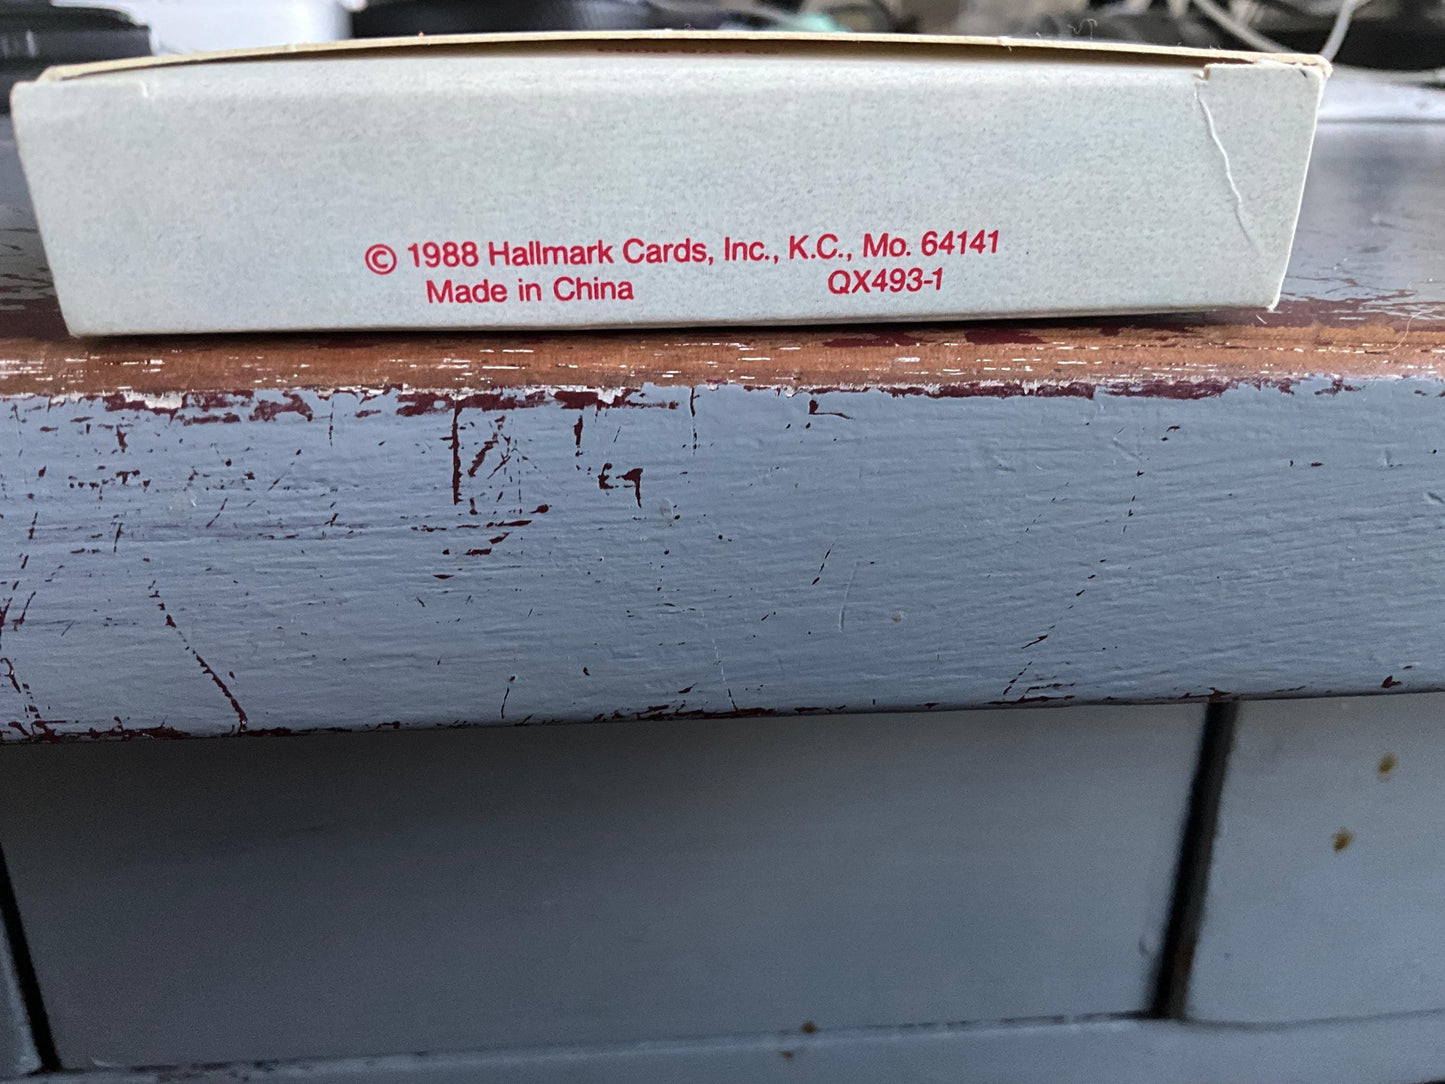 © 1988 Hallmark Cards, Inc., K.C., Mo. 64141
Made in China QX493-1